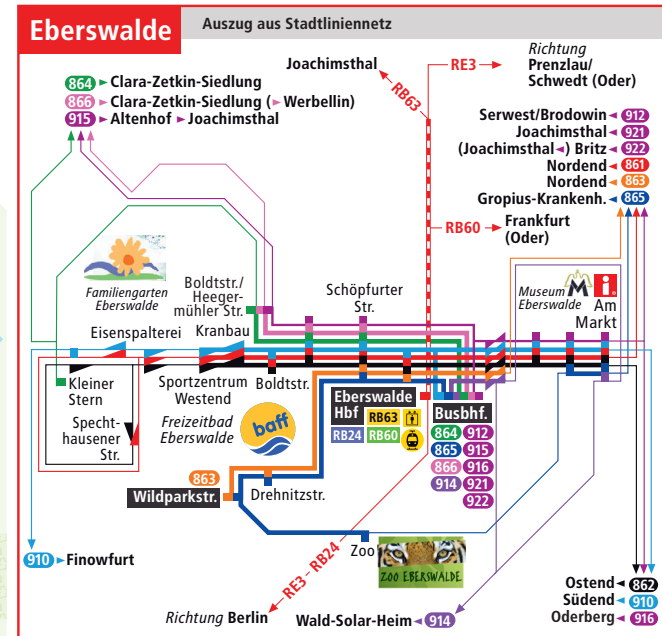 Eberswalde
Auszug aus Stadtliniennetz
Joachimsthal
RB63
RE3
Richtung
Prenzlau/
Schwedt (Oder)
864 ► Clara-Zetkin-Siedlung
866 ► Clara-Zetkin-Siedlung (► Werbellin)
915 ► Altenhof ► Joachimsthal
Serwest/Brodowin ◄ 912
Joachimsthal ◄ 921
(Joachimsthal ◄) Britz ◄ 922
Nordend ◄ 861
Nordend ◄ 863
Gropius-Krankenh. ◄ 865
RB60
Frankfurt
(Oder)
Familiengarten
Eberswalde
Boldtstr./
Heeger-
mühler Str.
Schöpfurter
Str.
Museum
Eberswalde
M
i
Am
Markt
Eisenspalterei
Kranbau
Kleiner
Stern
Sportzentrum
Westend
Boldtstr.
Specht-
hausener
Str.
Freizeitbad
Eberswalde
baff
Eberswalde
Hbf
RB63
RB24
RB60
Busbhf.
864 912
865 915
866 916
914 921
922
863
Wildparkstr.
Drehnitzstr.
Zoo
ZOO EBERSWALDE
910 ► Finowfurt
RE3 - RB24
Richtung Berlin
Wald-Solar-Heim ◄ 914
Ostend ◄ 862
Südend ◄ 910
Oderberg ◄ 916